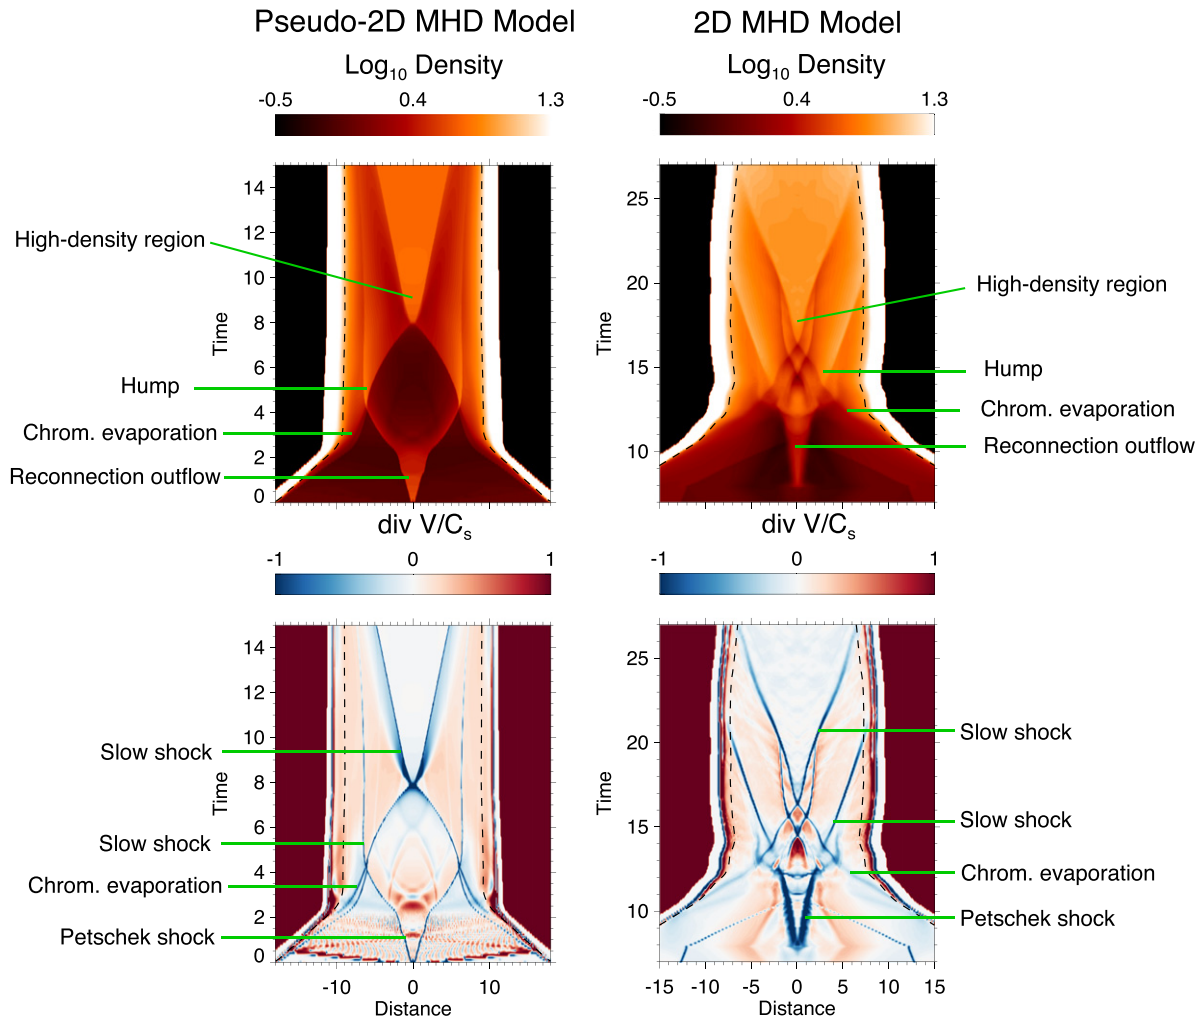 Pseudo-2D MHD Model
2D MHD Model
Log10 Density
Log10 Density
-0.5 0.4 1.3
-0.5 0.4 1.3
14
12
10
8
6
4
2
0
Time
High-density region
Hump
Chrom. evaporation
Reconnection outflow
25
20
15
10
Time
High-density region
Hump
Chrom. evaporation
Reconnection outflow
div V/Cs
div V/Cs
-1 0 1
-1 0 1
14
12
10
8
6
4
2
0
Time
Slow shock
Slow shock
Chrom. evaporation
Petschek shock
-10 0 10
Distance
25
20
15
10
Time
Slow shock
Slow shock
Chrom. evaporation
Petschek shock
-15 -10 -5 0 5 10 15
Distance